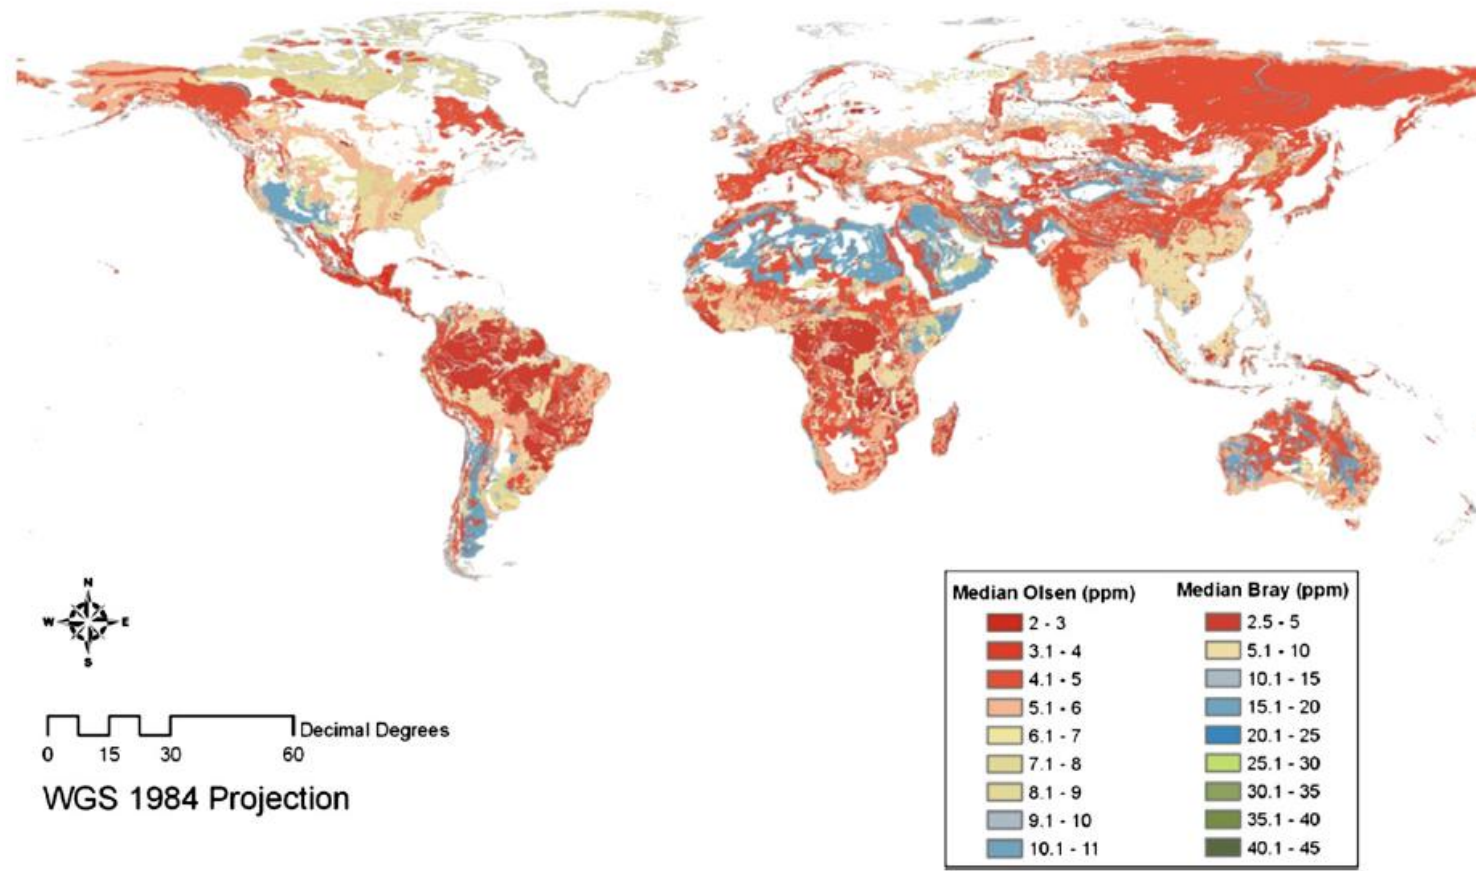 N
W E
S
Decimal Degrees
0 15 30 60
WGS 1984 Projection
Median Olsen (ppm) Median Bray (ppm)
2 - 3 2.5 - 5
3.1 - 4 5.1 - 10
4.1 - 5 10.1 - 15
5.1 - 6 15.1 - 20
6.1 - 7 20.1 - 25
7.1 - 8 25.1 - 30
8.1 - 9 30.1 - 35
9.1 - 10 35.1 - 40
10.1 - 11 40.1 - 45